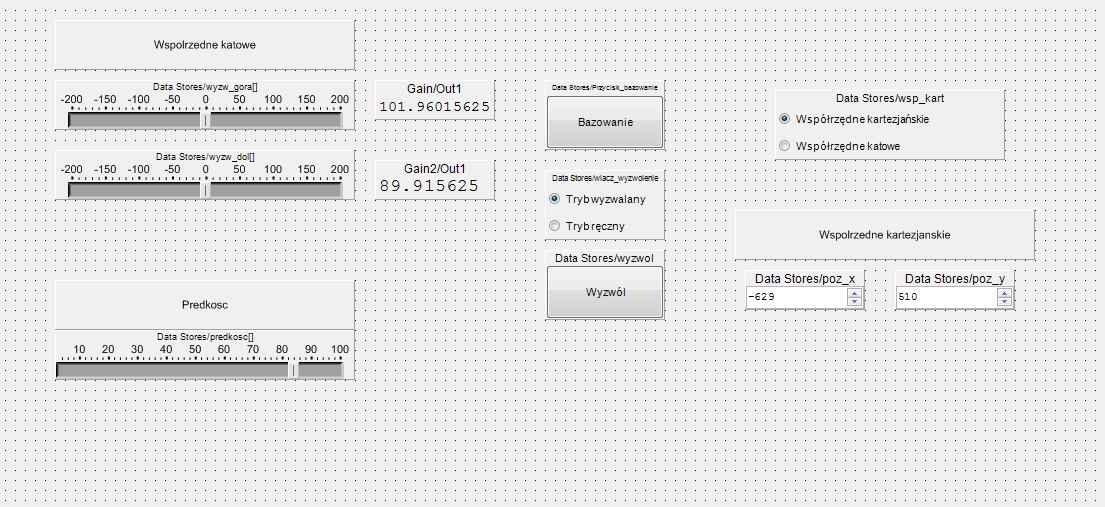 Wspolrzedne katowe
Data Stores/wyzw_gora[]
-200 -150 -100 -50 0 50 100 150 200
Gain/Out1
101.96015625
Data Stores/wyzw_dol[]
-200 -150 -100 -50 0 50 100 150 200
Gain2/Out1
89.915625
Predkosc
Data Stores/predkosc[]
10 20 30 40 50 60 70 80 90 100
Data Stores/Przycisk_bazowanie
Bazowanie
Data Stores/wlacz_wyzwolenie
Tryb wyzwalany
Tryb ręczny
Data Stores/wyzwol
Wyzwól
Data Stores/wsp_kart
Współrzędne kartezjańskie
Współrzędne katowe
Wspolrzedne kartezjanskie
Data Stores/poz_x
-629
Data Stores/poz_y
510